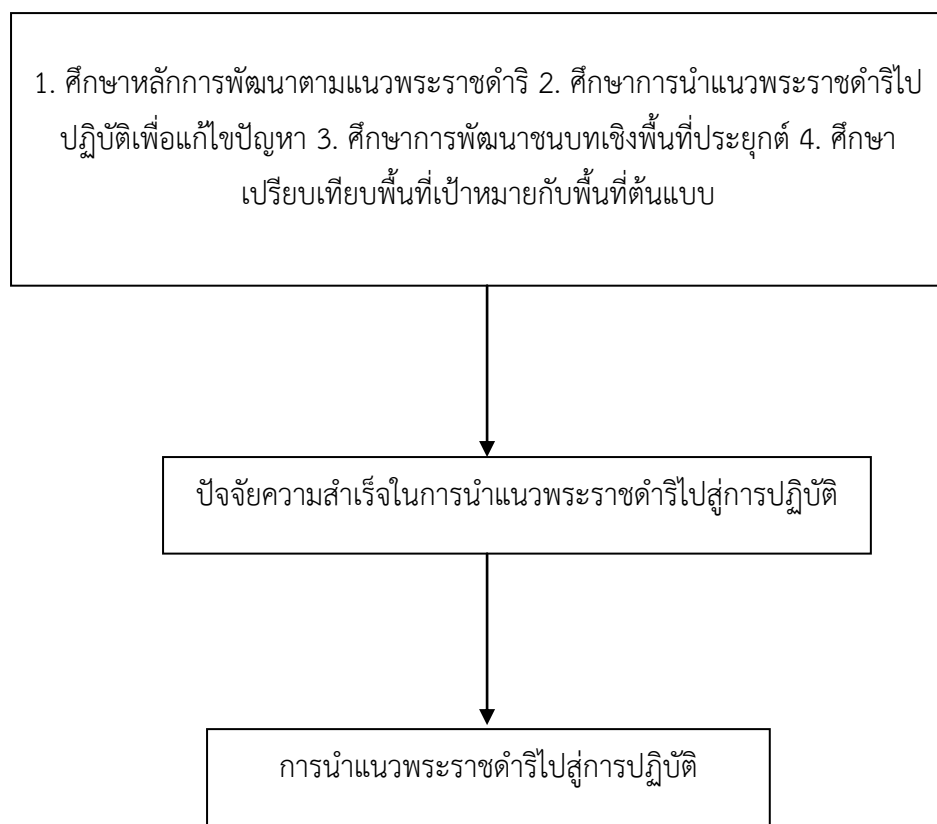 1. ศึกษาหลักการพัฒนาตามแนวพระราชดำริ 2. ศึกษาการนำแนวพระราชดำริไป
ปฏิบัติเพื่อแก้ไขปัญหา 3. ศึกษาการพัฒนาชนบทเชิงพื้นที่ประยุกต์ 4. ศึกษา
เปรียบเทียบพื้นที่เป้าหมายกับพื้นที่ต้นแบบ
ปัจจัยความสำเร็จในการนำแนวพระราชดำริไปสู่การปฏิบัติ
การนำแนวพระราชดำริไปสู่การปฏิบัติ